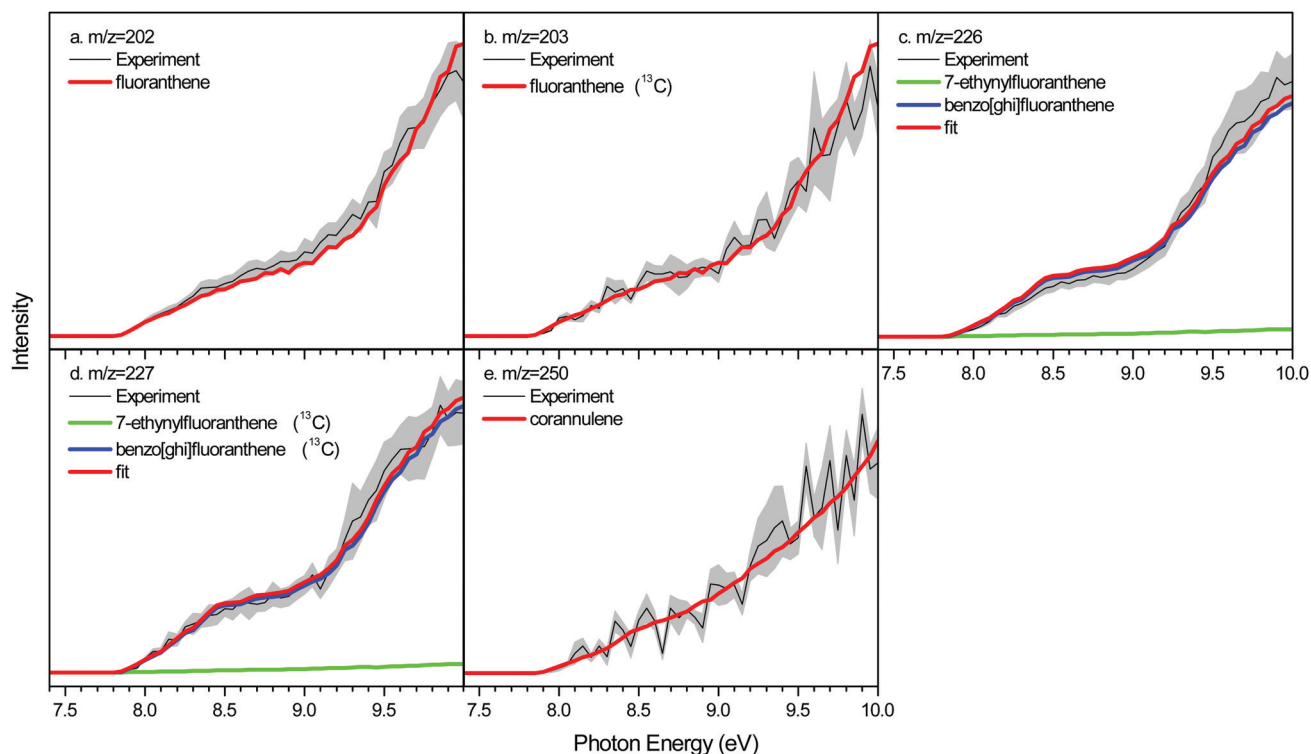 a. m/z=202
Experiment
fluoranthene
b. m/z=203
Experiment
fluoranthene (¹³C)
c. m/z=226
Experiment
7-ethynylfluoranthene
benzo[ghi]fluoranthene
fit
7.5 8.0 8.5 9.0 9.5 10.0
Intensity
d. m/z=227
Experiment
7-ethynylfluoranthene (¹³C)
benzo[ghi]fluoranthene (¹³C)
fit
e. m/z=250
Experiment
corannulene
7.5 8.0 8.5 9.0 9.5
7.5 8.0 8.5 9.0 9.5 10.0
Photon Energy (eV)